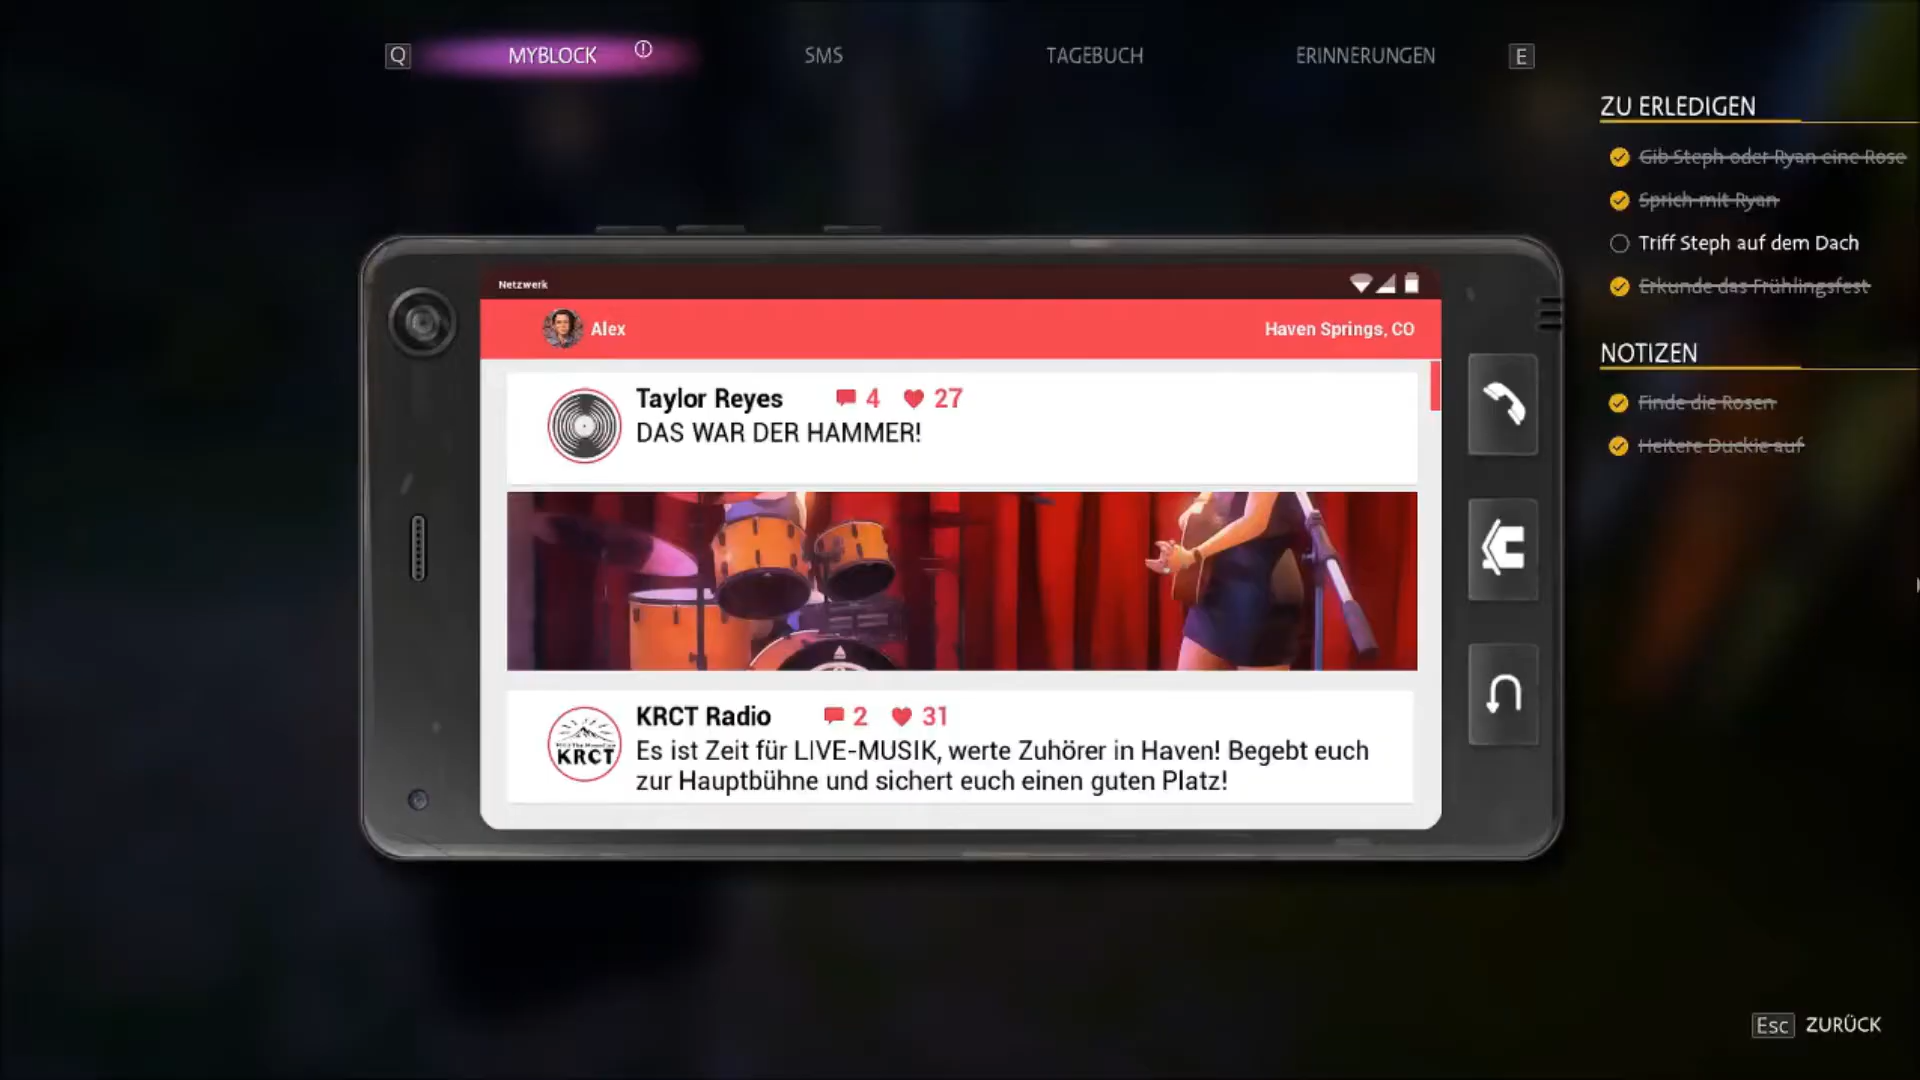 Q
MYBLOCK
SMS
TAGEBUCH
ERINNERUNGEN
E
ZU ERLEDIGEN
Gib Steph oder Ryan eine Rose
Sprich mit Ryan
Triff Steph auf dem Dach
Erkunde das Frühlingsfest
NOTIZEN
Finde die Rosen
Heitere Duckie auf
Netzwerk
Alex
Haven Springs, CO
Taylor Reyes 4 27
DAS WAR DER HAMMER!
KRCT
KRCT Radio 2 31
Es ist Zeit für LIVE-MUSIK, werte Zuhörer in Haven! Begebt euch
zur Hauptbühne und sichert euch einen guten Platz!
Esc ZURÜCK